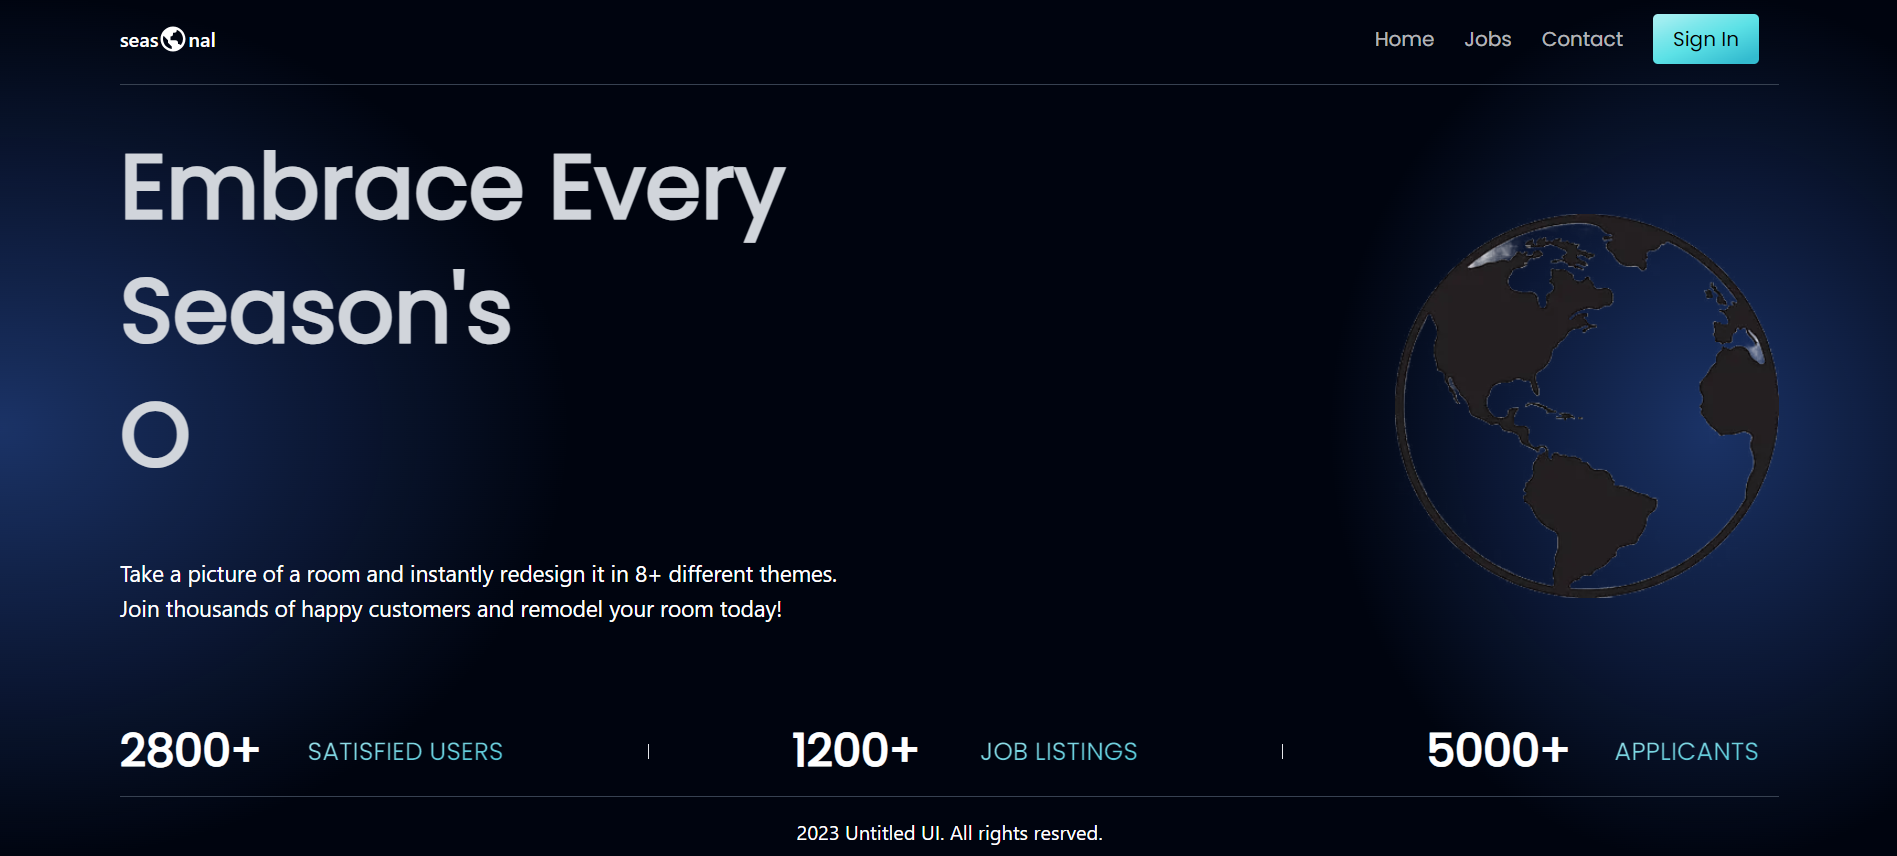 seasonal
Home Jobs Contact Sign In
Embrace Every
Season's
O
Take a picture of a room and instantly redesign it in 8+ different themes.
Join thousands of happy customers and remodel your room today!
2800+ SATISFIED USERS | 1200+ JOB LISTINGS | 5000+ APPLICANTS
2023 Untitled UI. All rights resrved.